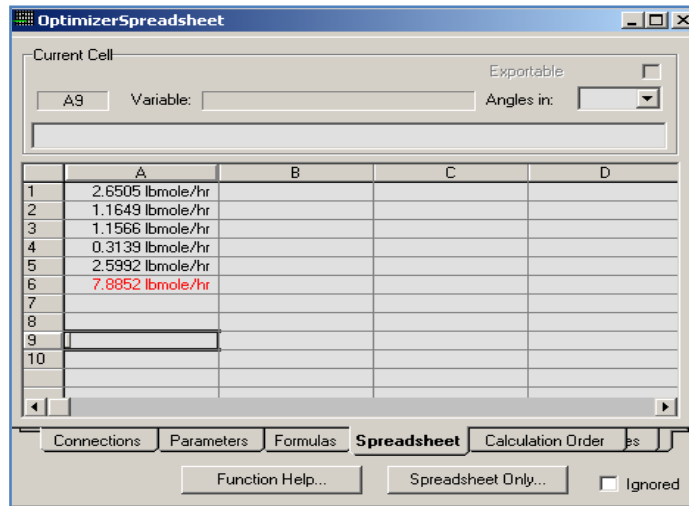 OptimizerSpreadsheet
Current Cell
Exportable
A9 Variable: Angles in:
A B C D
1 2.6505 lbmole/hr
2 1.1649 lbmole/hr
3 1.1566 lbmole/hr
4 0.3139 lbmole/hr
5 2.5992 lbmole/hr
6 7.8852 lbmole/hr
7
8
9
10
Connections Parameters Formulas Spreadsheet Calculation Order es
Function Help... Spreadsheet Only... Ignored